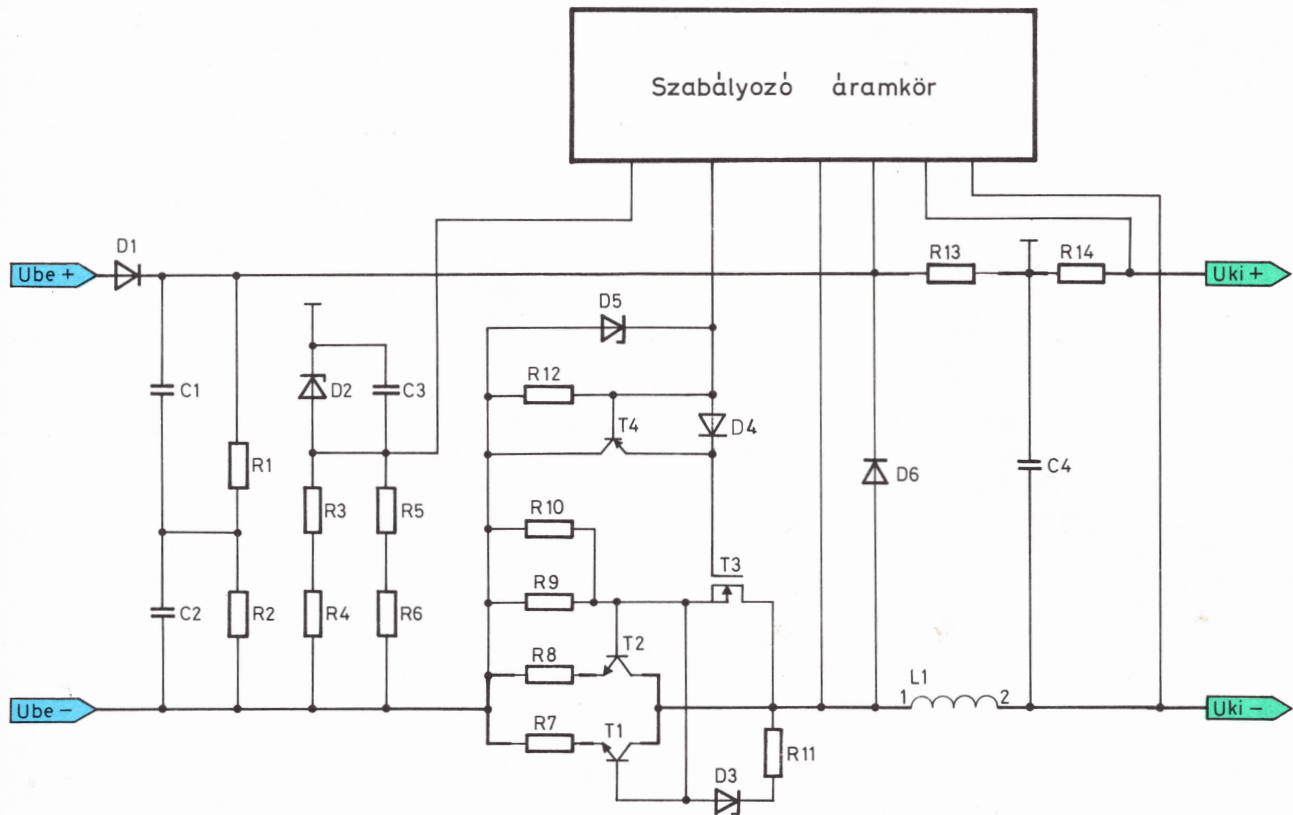 Szabályozó áramkör
D1
Ube +
R13
R14
Uki +
D5
R12
C1
D2
C3
T4
D4
R1
D6
C4
R3
R5
R10
T3
R9
C2
R2
R4
R6
T2
R8
L1
1
2
Ube −
Uki −
R7
T1
R11
D3